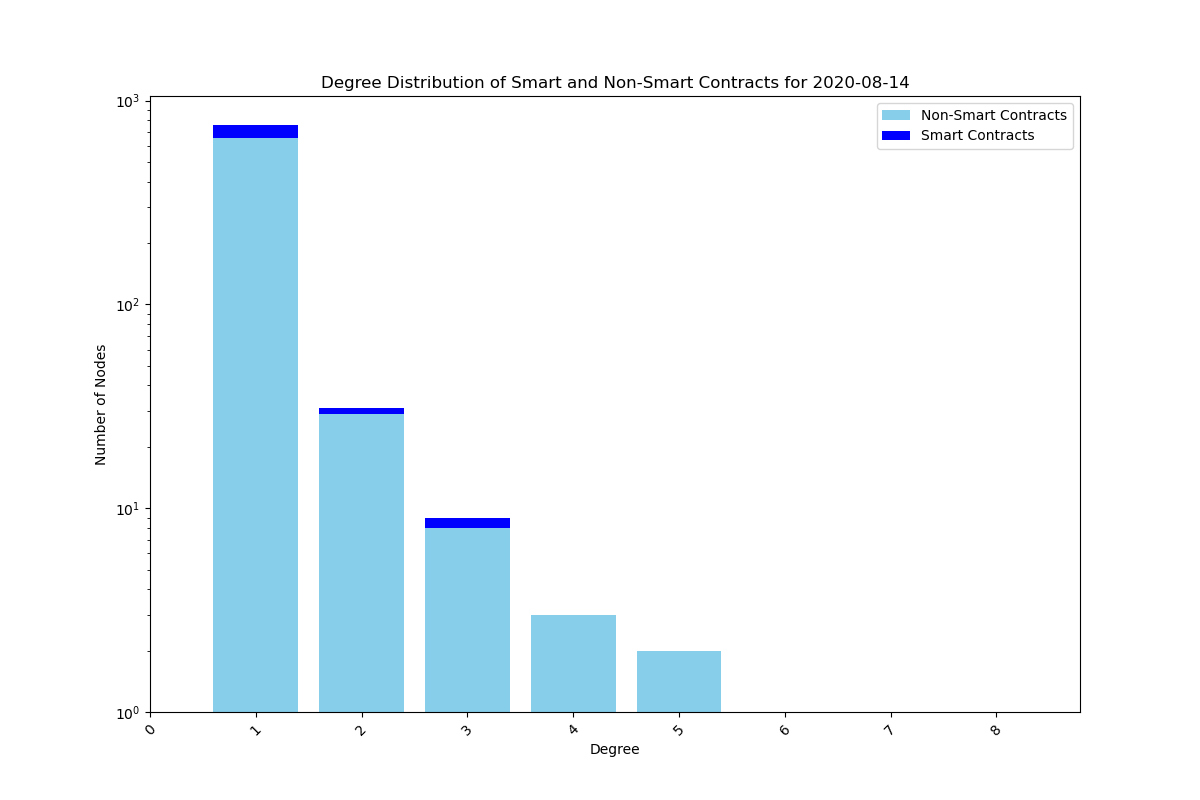 Degree Distribution of Smart and Non-Smart Contracts for 2020-08-14
Non-Smart Contracts
Smart Contracts
Number of Nodes
10³
10²
10¹
10⁰
0 1 2 3 4 5 6 7 8
Degree